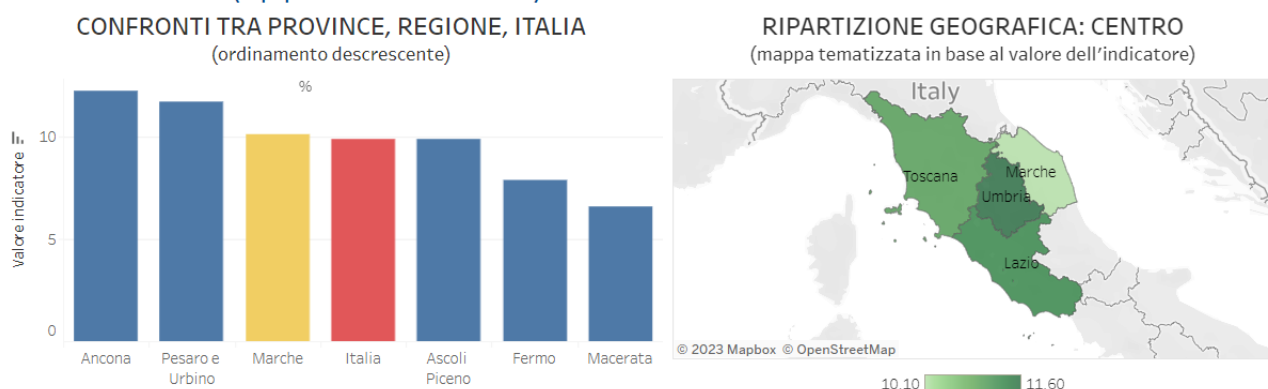 CONFRONTI TRA PROVINCE, REGIONE, ITALIA
(ordinamento descrescente)
%
Valore indicatore
10
5
0
Ancona
Pesaro e
Urbino
Marche
Italia
Ascoli
Piceno
Fermo
Macerata
RIPARTIZIONE GEOGRAFICA: CENTRO
(mappa tematizzata in base al valore dell'indicatore)
Italy
Toscana
Marche
Umbria
Lazio
© 2023 Mapbox © OpenStreetMap
10.10
11.60